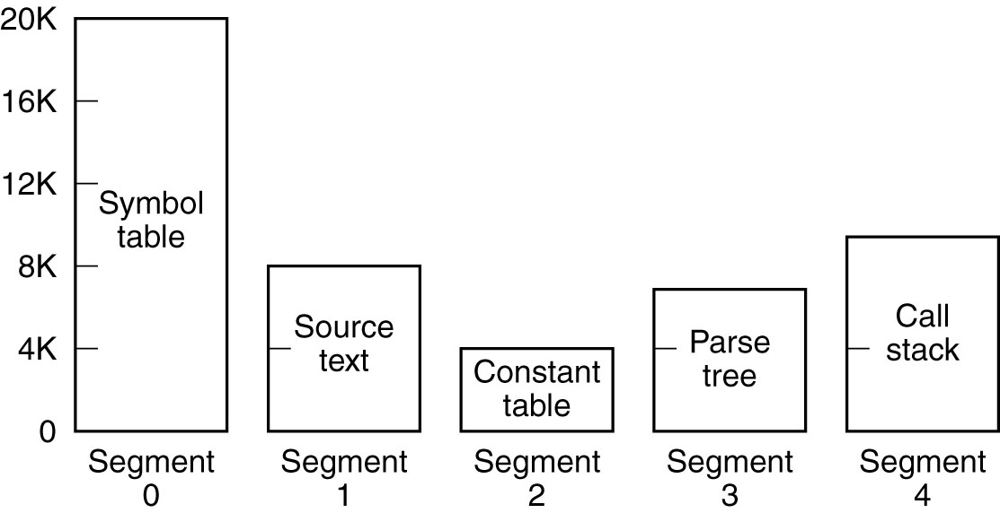 20K
16K
12K
8K
4K
0
Symbol
table
Source
text
Constant
table
Parse
tree
Call
stack
Segment
0
Segment
1
Segment
2
Segment
3
Segment
4